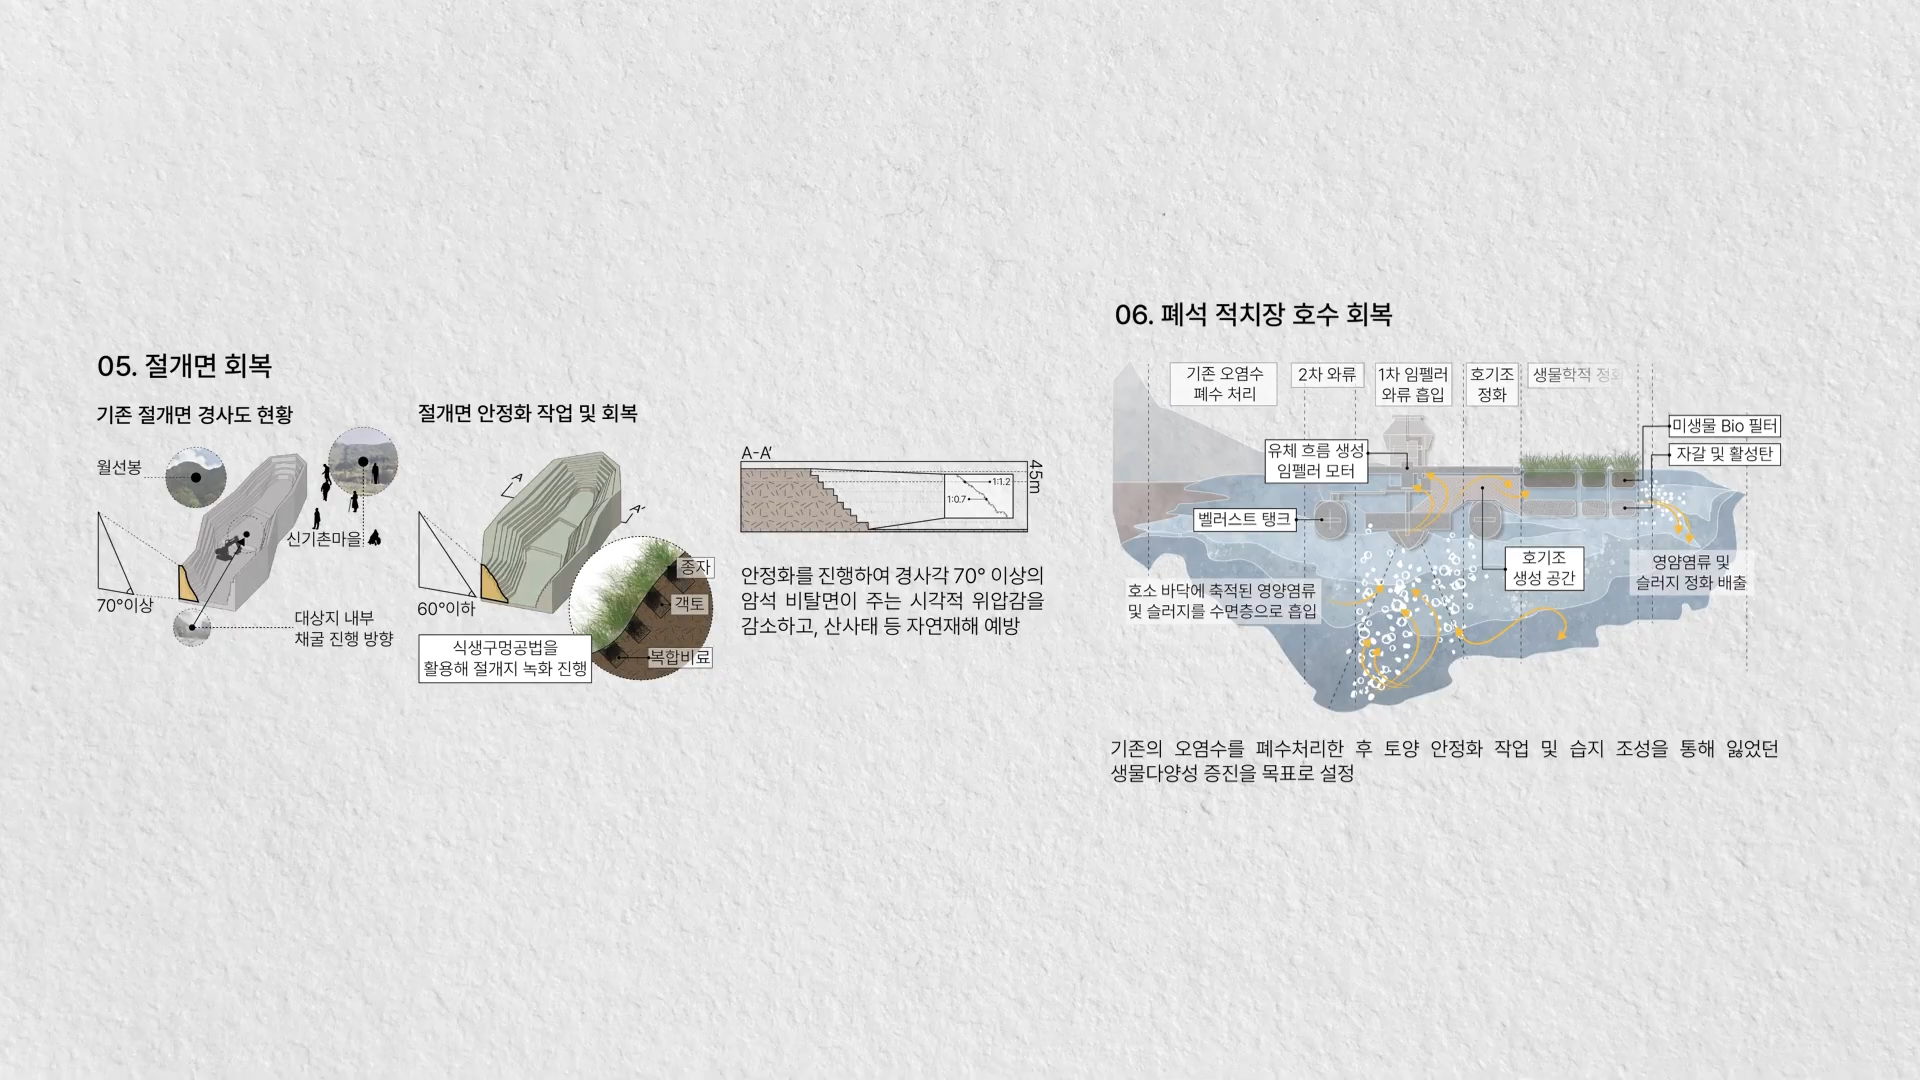 05. 절개면 회복
기존 절개면 경사도 현황
월선봉
신기촌마을
70°이상
대상지 내부
채굴 진행 방향
절개면 안정화 작업 및 회복
A
A'
60°이하
종자
객토
복합비료
식생구멍공법을
활용해 절개지 녹화 진행
A-A'
45m
1:1.2
1:0.7
안정화를 진행하여 경사각 70° 이상의
암석 비탈면이 주는 시각적 위압감을
감소하고, 산사태 등 자연재해 예방
06. 폐석 적치장 호수 회복
기존 오염수
폐수 처리
2차 와류
1차 임펠러
와류 흡입
호기조
정화
생물학적 정화
유체 흐름 생성
임펠러 모터
미생물 Bio 필터
자갈 및 활성탄
벨러스트 탱크
호기조
생성 공간
호소 바닥에 축적된 영양염류
및 슬러지를 수면층으로 흡입
영양염류 및
슬러지 정화 배출
기존의 오염수를 폐수처리한 후 토양 안정화 작업 및 습지 조성을 통해 잃었던
생물다양성 증진을 목표로 설정